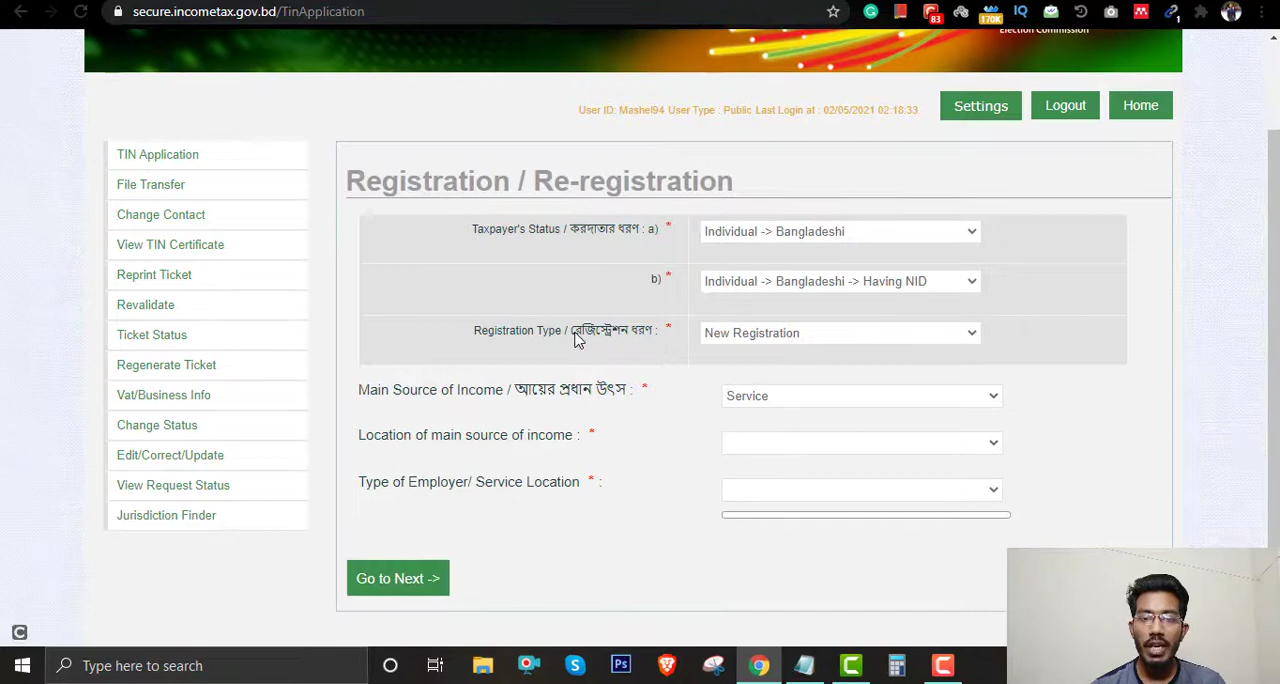 secure.incometax.gov.bd/TinApplication
83
170K
IQ
1
Election Commission
User ID: Mashel94 User Type : Public Last Login at : 02/05/2021 02:18:33
Settings
Logout
Home
TIN Application
File Transfer
Change Contact
View TIN Certificate
Reprint Ticket
Revalidate
Ticket Status
Regenerate Ticket
Vat/Business Info
Change Status
Edit/Correct/Update
View Request Status
Jurisdiction Finder
Registration / Re-registration
Taxpayer's Status / করদাতার ধরণ : a) *
Individual -> Bangladeshi
b) *
Individual -> Bangladeshi -> Having NID
Registration Type / রেজিস্ট্রেশন ধরণ : *
New Registration
Main Source of Income / আয়ের প্রধান উৎস : *
Service
Location of main source of income : *
Type of Employer/ Service Location * :
Go to Next ->
Type here to search
Ps